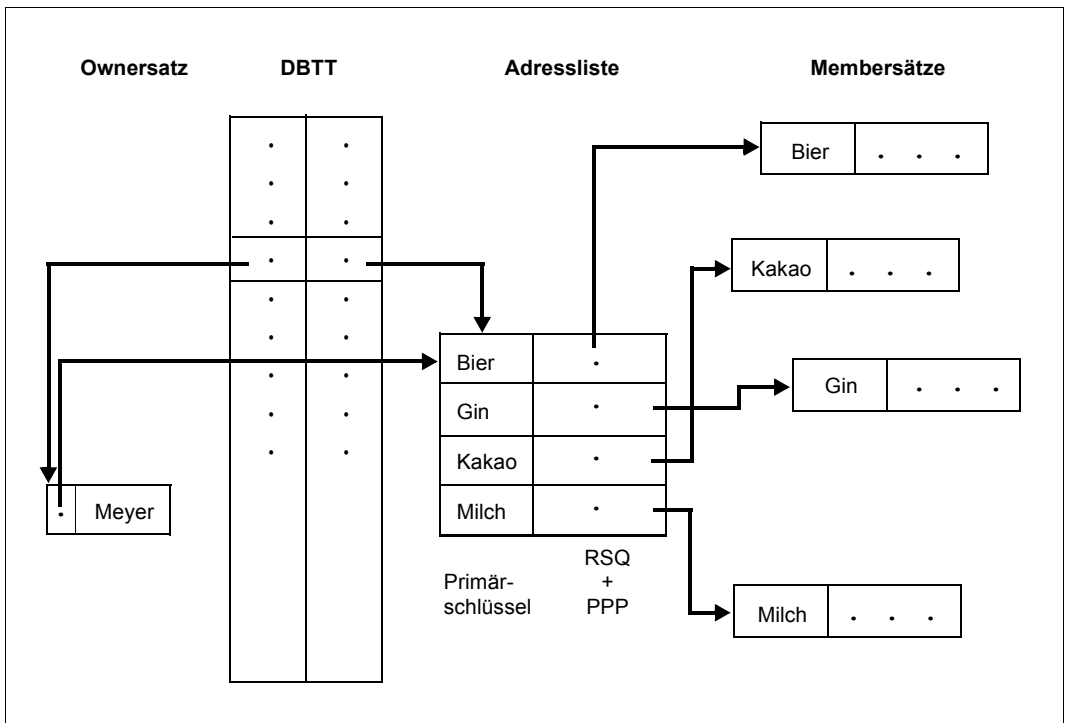 Ownersatz DBTT Adressliste Membersätze
Bier . . .
Kakao . . .
Bier
Gin . . .
Gin
Kakao
Meyer
Milch
Primär-
schlüssel
RSQ
+
PPP
Milch . . .